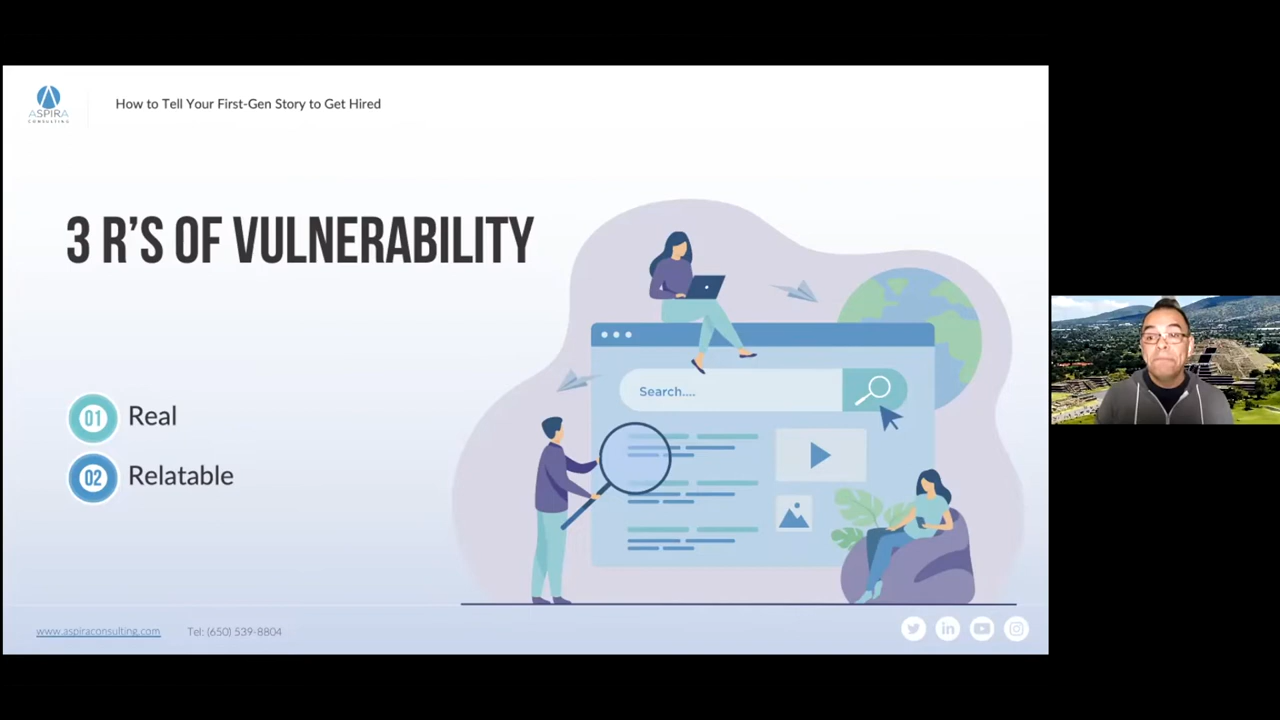 ASPIRA
CONSULTING
How to Tell Your First-Gen Story to Get Hired
3 R'S OF VULNERABILITY
01 Real
02 Relatable
Search....
www.aspiraconsulting.com
Tel: (650) 539-8804
in